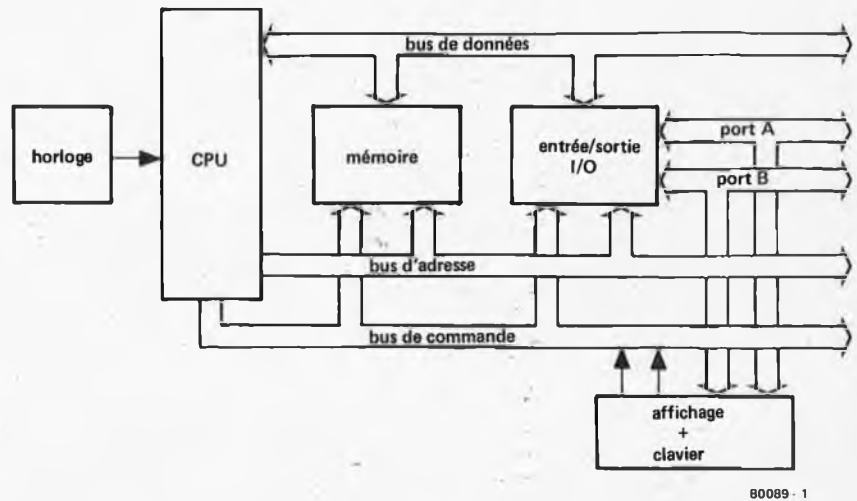 bus de données
horloge
CPU
mémoire
entrée/sortie
I/O
port A
port B
bus d'adresse
bus de commande
affichage
+
clavier
80089 - 1